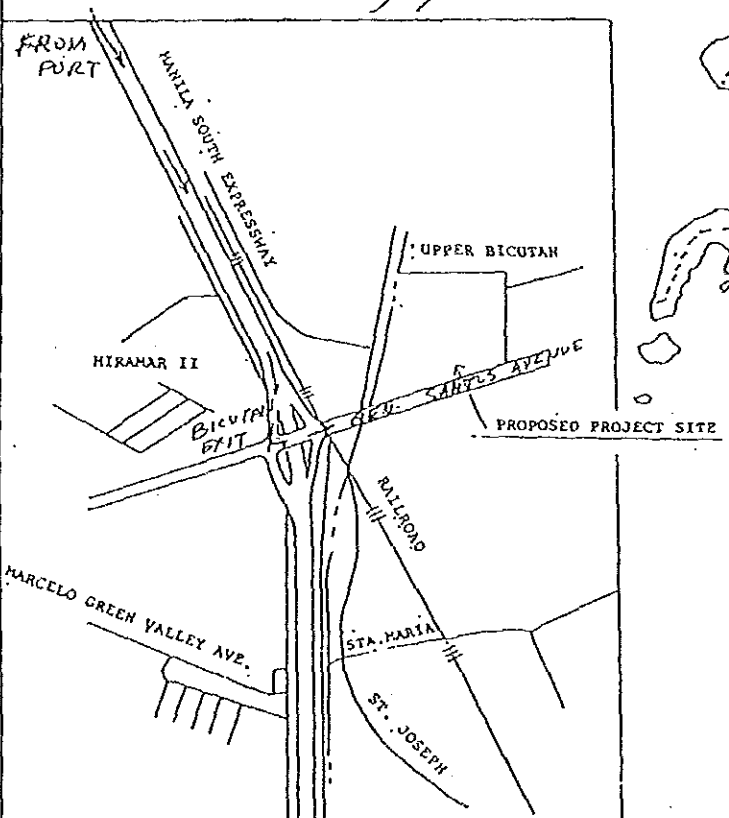 FROM
PORT
MANILA SOUTH EXPRESSWAY
UPPER BICUTAN
MIRAMAR II
GEN. SANTOS AVENUE
BICUTAN
EXIT
PROPOSED PROJECT SITE
RAILROAD
MARCELO GREEN VALLEY AVE.
STA. MARIA
ST. JOSEPH